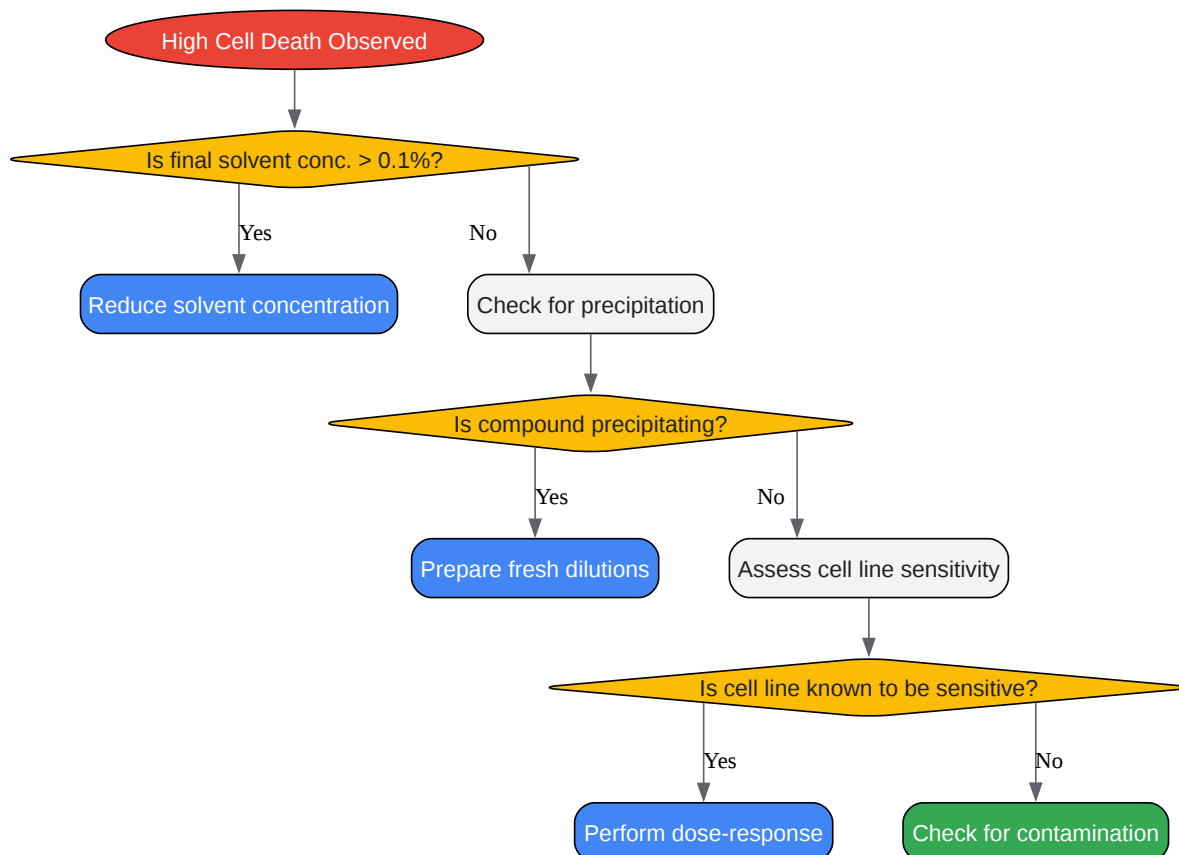 High Cell Death Observed
Is final solvent conc. > 0.1%?
Yes
No
Reduce solvent concentration
Check for precipitation
Is compound precipitating?
Yes
No
Prepare fresh dilutions
Assess cell line sensitivity
Is cell line known to be sensitive?
Yes
No
Perform dose-response
Check for contamination